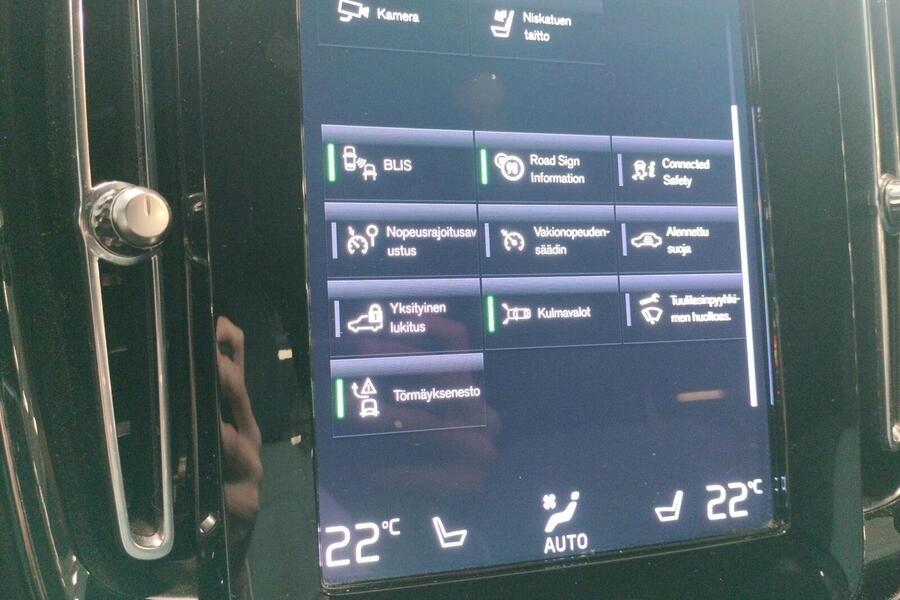 Kamera
Niskatuen
taitto
BLIS
Road Sign
Information
Connected
Safety
Nopeusrajoitusav
ustus
Vakionopeuden-
säädin
Alennettu
suoja
Yksityinen
lukitus
Kulmavalot
Tuulilasinpyyhki-
men huolloas.
Törmäyksenesto
22°C
AUTO
22°C